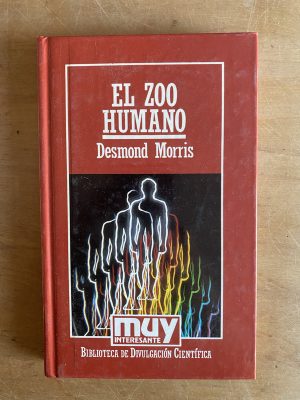 EL ZOO
HUMANO
Desmond Morris
muy
INTERESANTE
BIBLIOTECA DE DIVULGACIÓN CIENTÍFICA